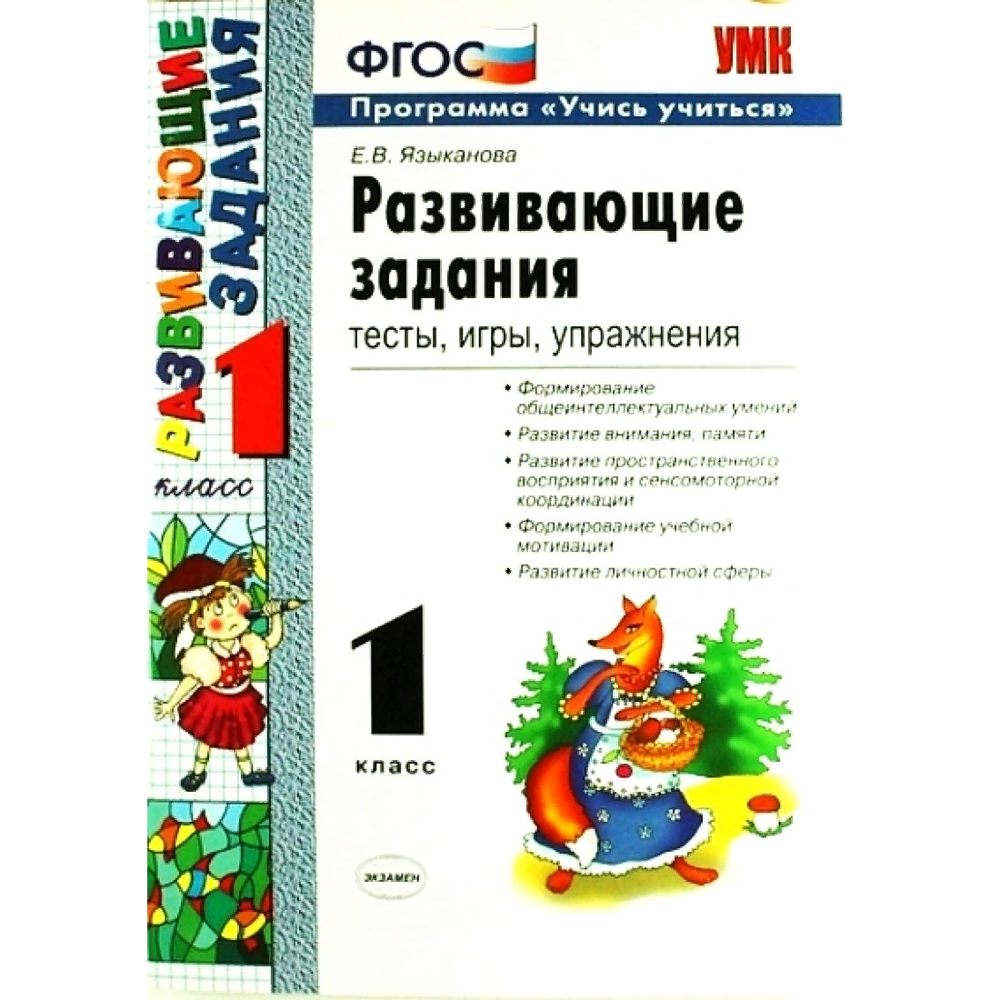 РАЗВИВАЮЩИЕ
ЗАДАНИЯ
1
класс
ФГОС
УМК
Программа «Учись учиться»
Е.В. Языканова
Развивающие
задания
тесты, игры, упражнения
• Формирование
общеинтеллектуальных умений
• Развитие внимания, памяти
• Развитие пространственного
восприятия и сенсомоторной
координации
• Формирование учебной
мотивации
• Развитие личностной сферы
1
класс
ЭКЗАМЕН